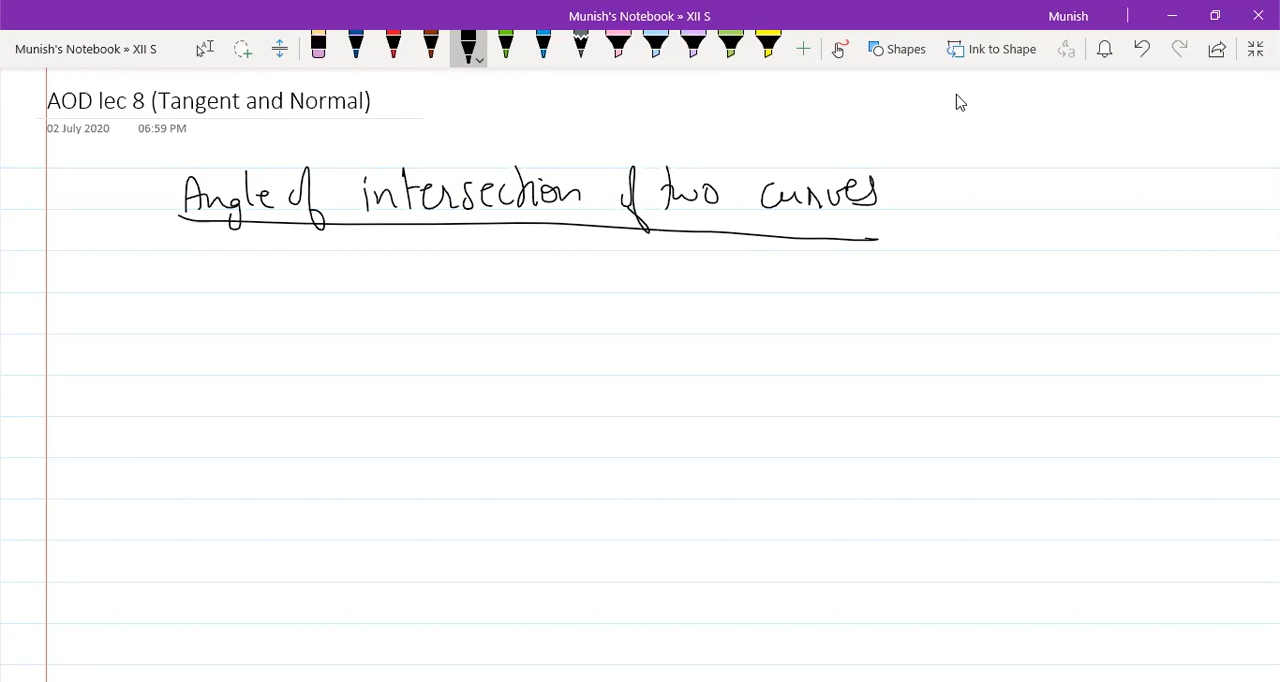 Munish's Notebook » XII S
Munish
Munish's Notebook » XII S
Shapes
Ink to Shape
AOD lec 8 (Tangent and Normal)
02 July 2020 06:59 PM
Angle of intersection of two curves